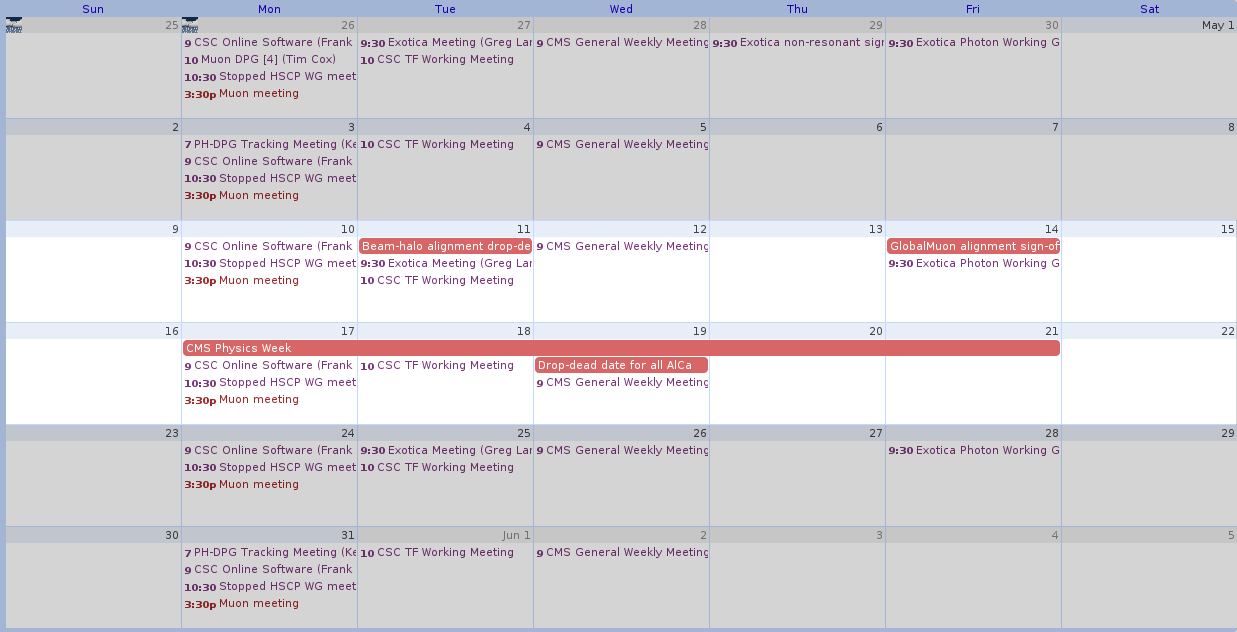 Sun Mon Tue Wed Thu Fri Sat
25 26 27 28 29 30 May 1
9 CSC Online Software (Frank 9:30 Exotica Meeting (Greg Lar 9 CMS General Weekly Meeting 9:30 Exotica non-resonant sign 9:30 Exotica Photon Working G
10 Muon DPG [4] (Tim Cox) 10 CSC TF Working Meeting
10:30 Stopped HSCP WG meet
3:30p Muon meeting
2 3 4 5 6 7 8
7 PH-DPG Tracking Meeting (Ke 10 CSC TF Working Meeting 9 CMS General Weekly Meeting
9 CSC Online Software (Frank
10:30 Stopped HSCP WG meet
3:30p Muon meeting
9 10 11 12 13 14 15
9 CSC Online Software (Frank Beam-halo alignment drop-de 9 CMS General Weekly Meeting GlobalMuon alignment sign-of
10:30 Stopped HSCP WG meet 9:30 Exotica Meeting (Greg Lar 9:30 Exotica Photon Working G
3:30p Muon meeting 10 CSC TF Working Meeting
16 17 18 19 20 21 22
CMS Physics Week
9 CSC Online Software (Frank 10 CSC TF Working Meeting Drop-dead date for all AlCa
10:30 Stopped HSCP WG meet 9 CMS General Weekly Meeting
3:30p Muon meeting
23 24 25 26 27 28 29
9 CSC Online Software (Frank 9:30 Exotica Meeting (Greg Lar 9 CMS General Weekly Meeting 9:30 Exotica Photon Working G
10:30 Stopped HSCP WG meet 10 CSC TF Working Meeting
3:30p Muon meeting
30 31 Jun 1 2 3 4 5
7 PH-DPG Tracking Meeting (Ke 10 CSC TF Working Meeting 9 CMS General Weekly Meeting
9 CSC Online Software (Frank
10:30 Stopped HSCP WG meet
3:30p Muon meeting